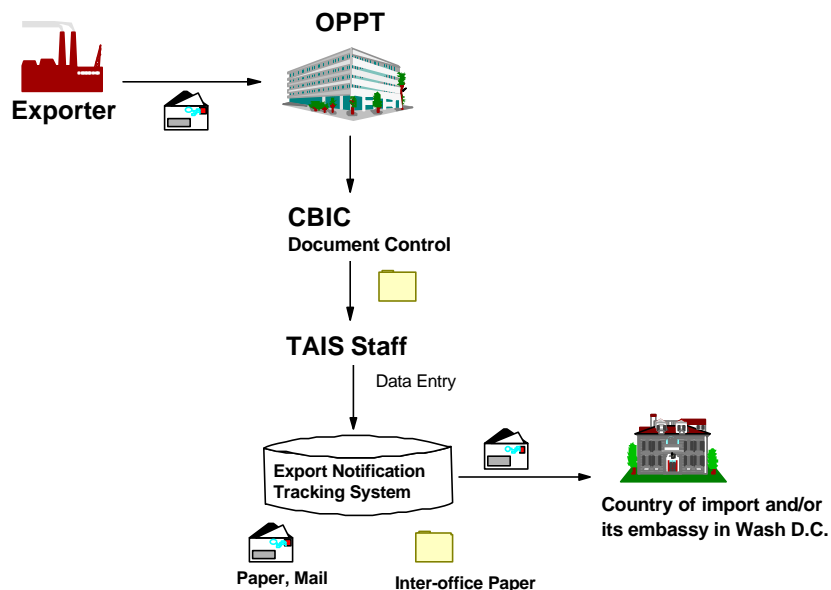 OPPT
Exporter
CBIC
Document Control
TAIS Staff
Data Entry
Export Notification
Tracking System
Country of import and/or
its embassy in Wash D.C.
Paper, Mail
Inter-office Paper